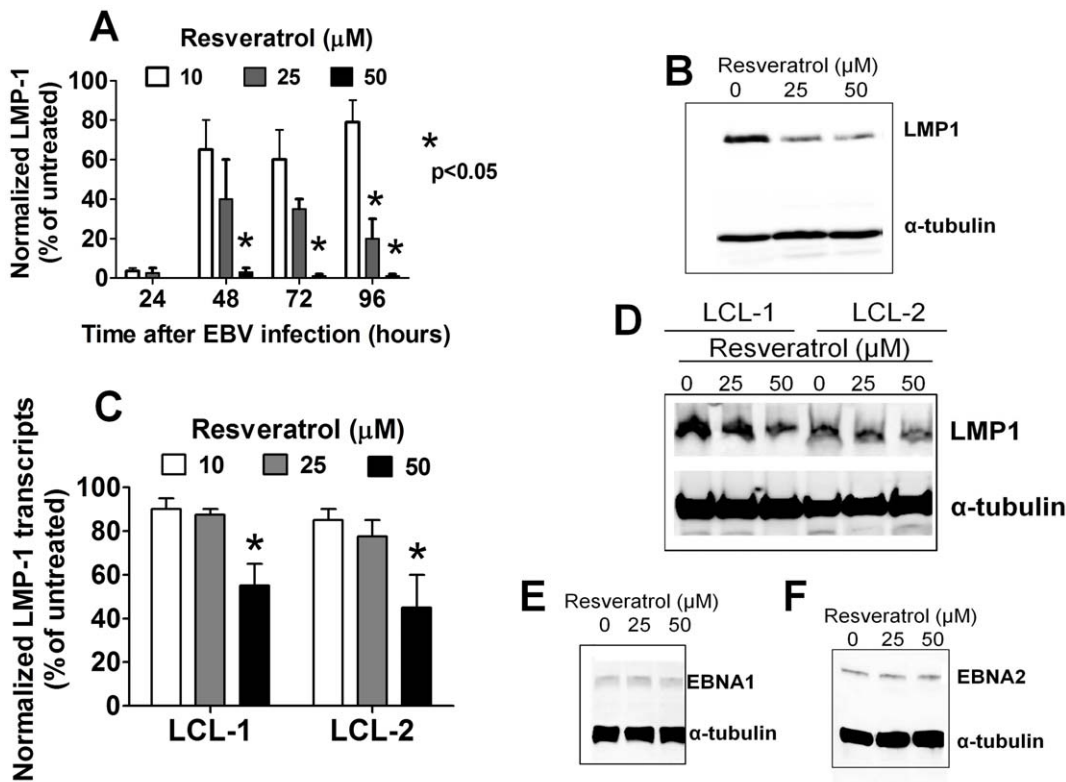 A
Resveratrol (µM)
10 25 50
Normalized LMP-1
(% of untreated)
100
80
60
40
20
0
* * * * *
p<0.05
24 48 72 96
Time after EBV infection (hours)
B
Resveratrol (µM)
0 25 50
LMP1
α-tubulin
C
Resveratrol (µM)
10 25 50
Normalized LMP-1 transcripts
(% of untreated)
100
80
60
40
20
0
* *
LCL-1 LCL-2
D
LCL-1 LCL-2
Resveratrol (µM)
0 25 50 0 25 50
LMP1
α-tubulin
E
Resveratrol (µM)
0 25 50
EBNA1
α-tubulin
F
Resveratrol (µM)
0 25 50
EBNA2
α-tubulin